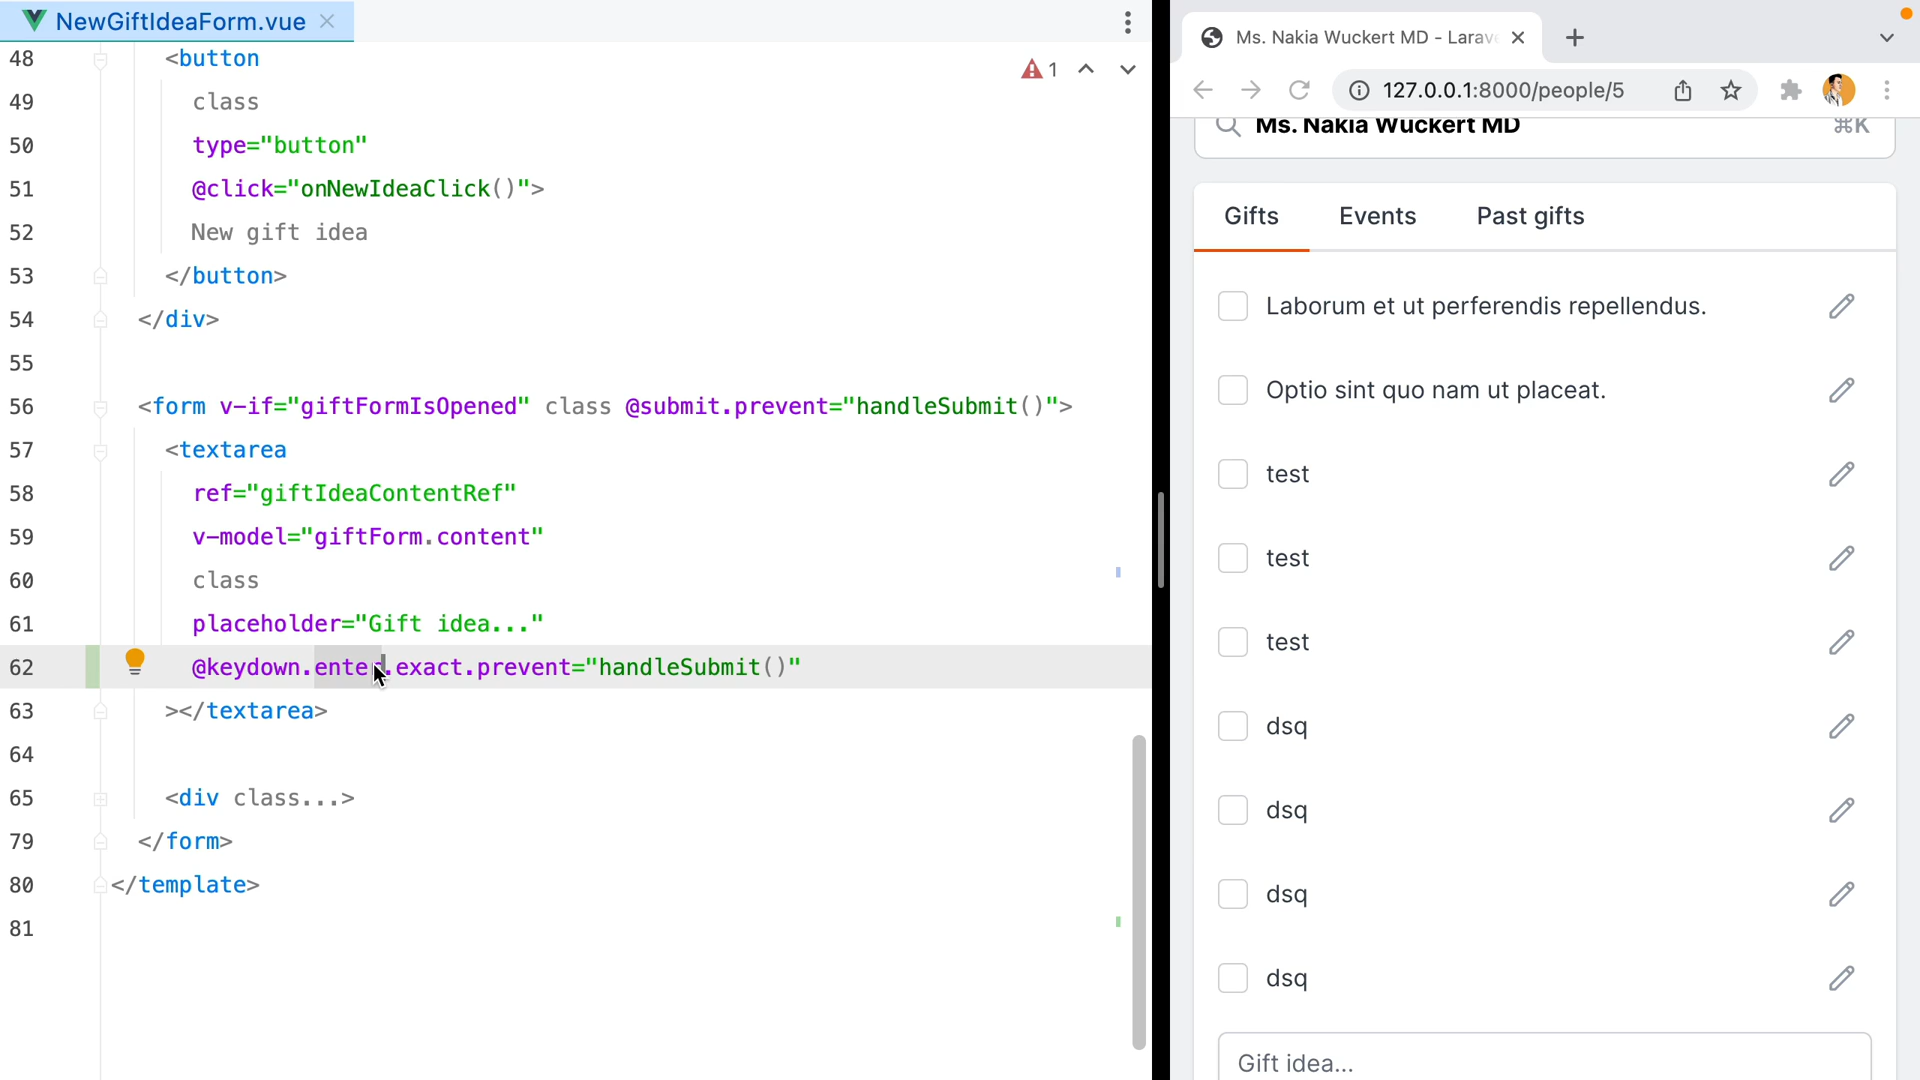 NewGiftIdeaForm.vue
1
48 <button
49 class
50 type="button"
51 @click="onNewIdeaClick()">
52 New gift idea
53 </button>
54 </div>
55
56 <form v-if="giftFormIsOpened" class @submit.prevent="handleSubmit()">
57 <textarea
58 ref="giftIdeaContentRef"
59 v-model="giftForm.content"
60 class
61 placeholder="Gift idea..."
62 @keydown.enter.exact.prevent="handleSubmit()"
63 ></textarea>
64
65 <div class...>
79 </form>
80 </template>
81
Ms. Nakia Wuckert MD - Larav
127.0.0.1:8000/people/5
Ms. Nakia Wuckert MD ⌘K
Gifts Events Past gifts
Laborum et ut perferendis repellendus.
Optio sint quo nam ut placeat.
test
test
test
dsq
dsq
dsq
dsq
Gift idea...